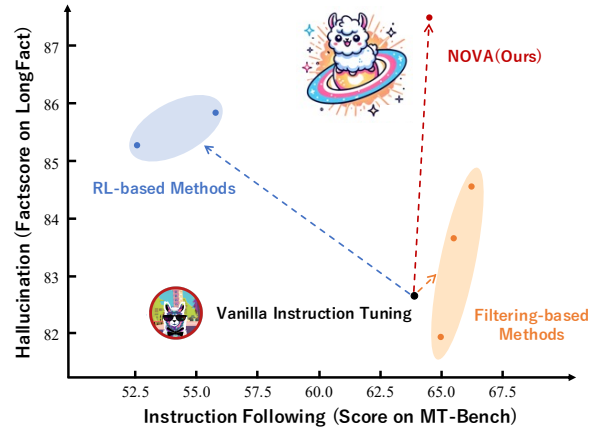 Hallucination (Factscore on LongFact)
87
86
85
84
83
82
NOVA(Ours)
RL-based Methods
Vanilla Instruction Tuning
Filtering-based
Methods
52.5 55.0 57.5 60.0 62.5 65.0 67.5
Instruction Following (Score on MT-Bench)